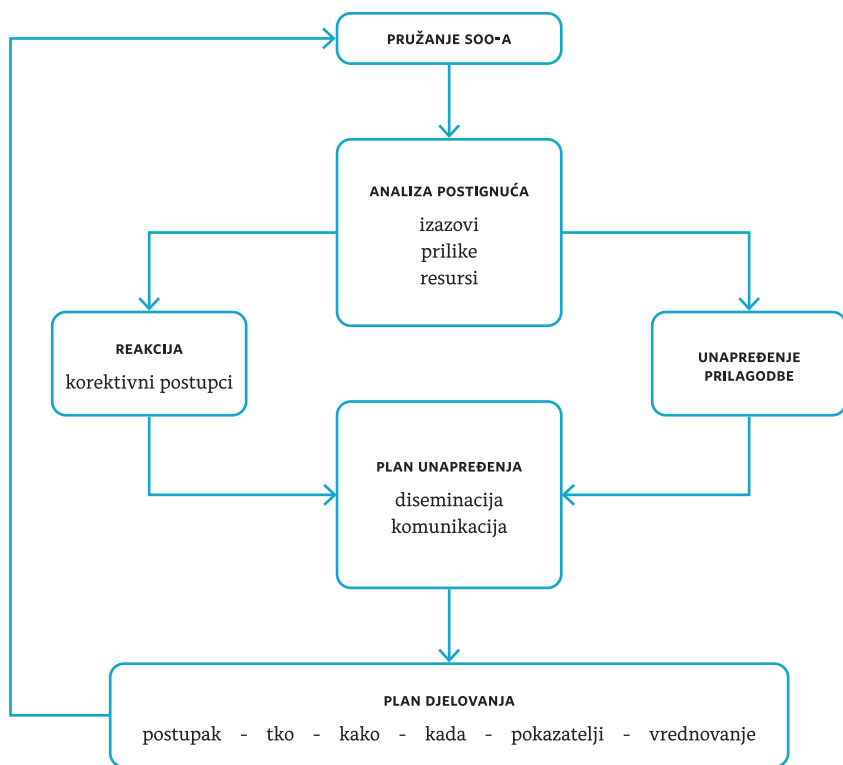 PRUŽANJE SOO-A
ANALIZA POSTIGNUĆA
izazovi
prilike
resursi
REAKCIJA
korektivni postupci
UNAPREĐENJE
PRILAGODBE
PLAN UNAPREĐENJA
diseminacija
komunikacija
PLAN DJELOVANJA
postupak - tko - kako - kada - pokazatelji - vrednovanje